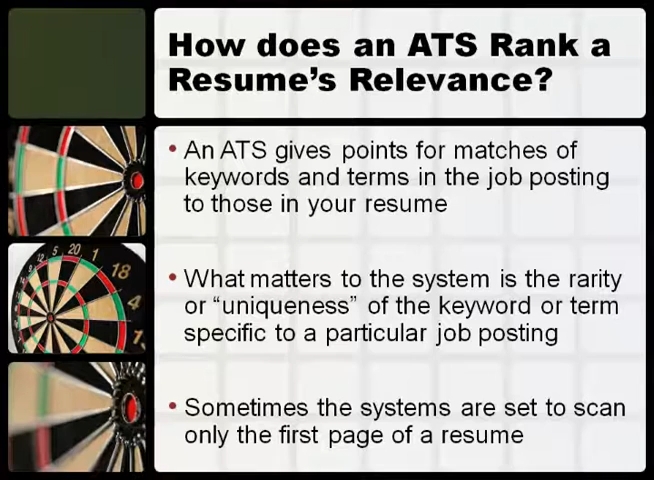 How does an ATS Rank a
Resume's Relevance?
• An ATS gives points for matches of
keywords and terms in the job posting
to those in your resume
• What matters to the system is the rarity
or “uniqueness” of the keyword or term
specific to a particular job posting
• Sometimes the systems are set to scan
only the first page of a resume
5 20 1
12
18
4